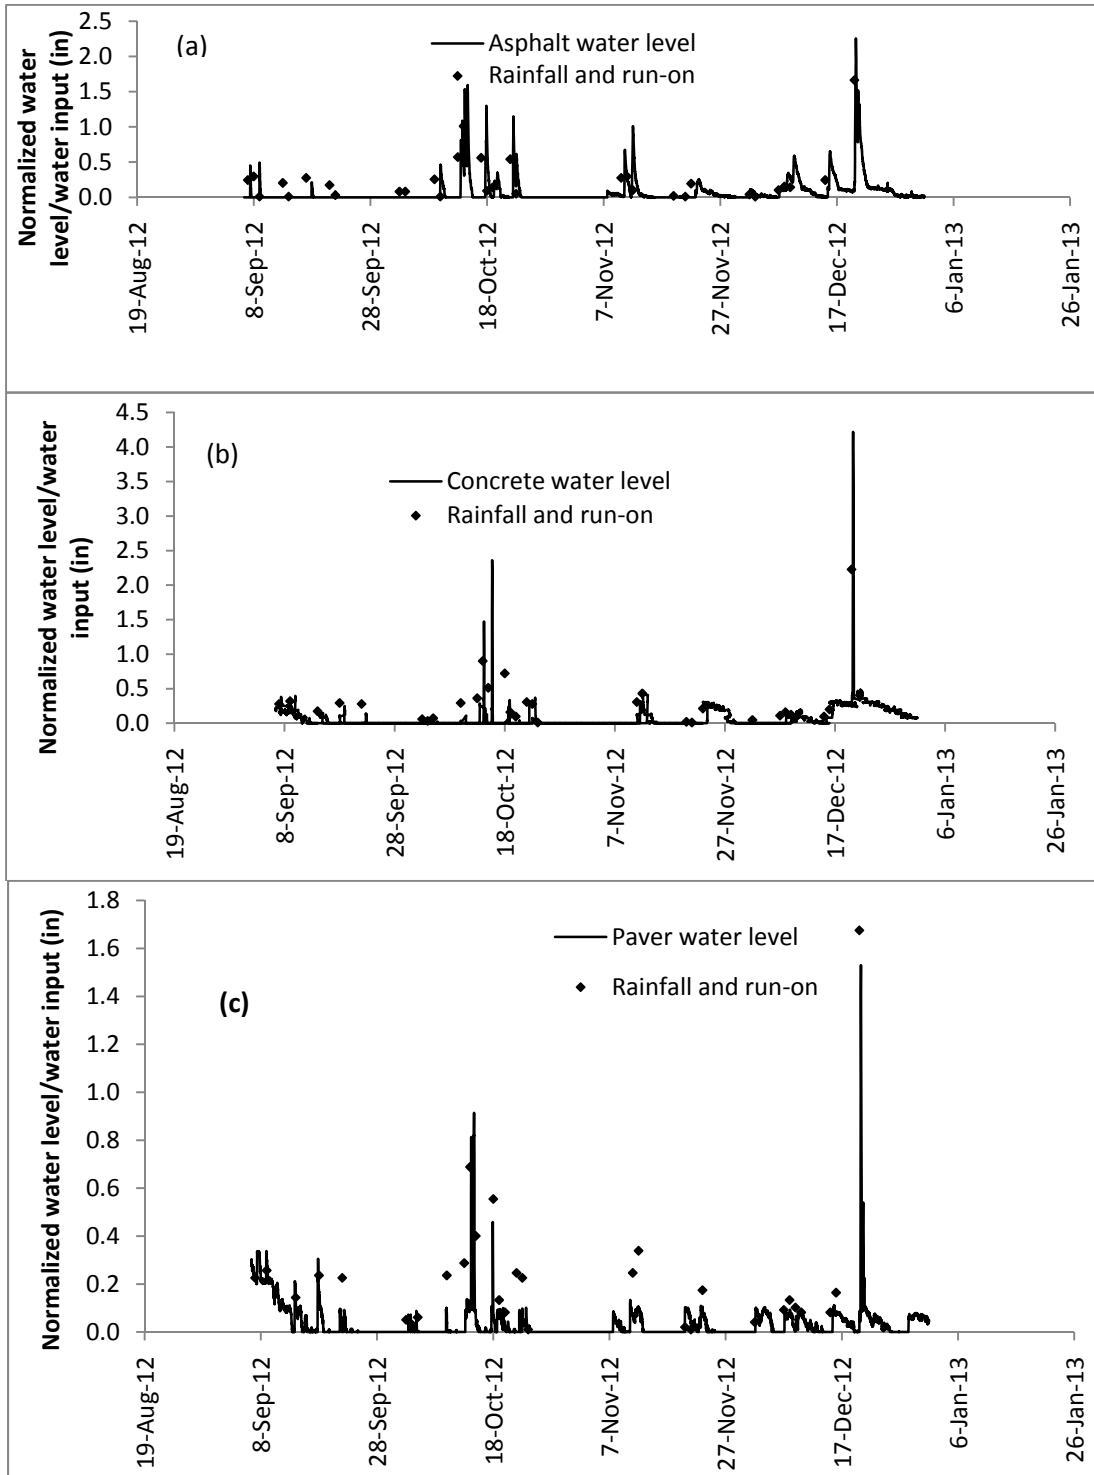 (a)
Asphalt water level
Rainfall and run-on
Normalized water
level/water input (in)
2.5
2.0
1.5
1.0
0.5
0.0
19-Aug-12
8-Sep-12
28-Sep-12
18-Oct-12
7-Nov-12
27-Nov-12
17-Dec-12
6-Jan-13
26-Jan-13
(b)
Concrete water level
Rainfall and run-on
Normalized water level/water
input (in)
4.5
4.0
3.5
3.0
2.5
2.0
1.5
1.0
0.5
0.0
19-Aug-12
8-Sep-12
28-Sep-12
18-Oct-12
7-Nov-12
27-Nov-12
17-Dec-12
6-Jan-13
26-Jan-13
(c)
Paver water level
Rainfall and run-on
Normalized water level/water input (in)
1.8
1.6
1.4
1.2
1.0
0.8
0.6
0.4
0.2
0.0
19-Aug-12
8-Sep-12
28-Sep-12
18-Oct-12
7-Nov-12
27-Nov-12
17-Dec-12
6-Jan-13
26-Jan-13